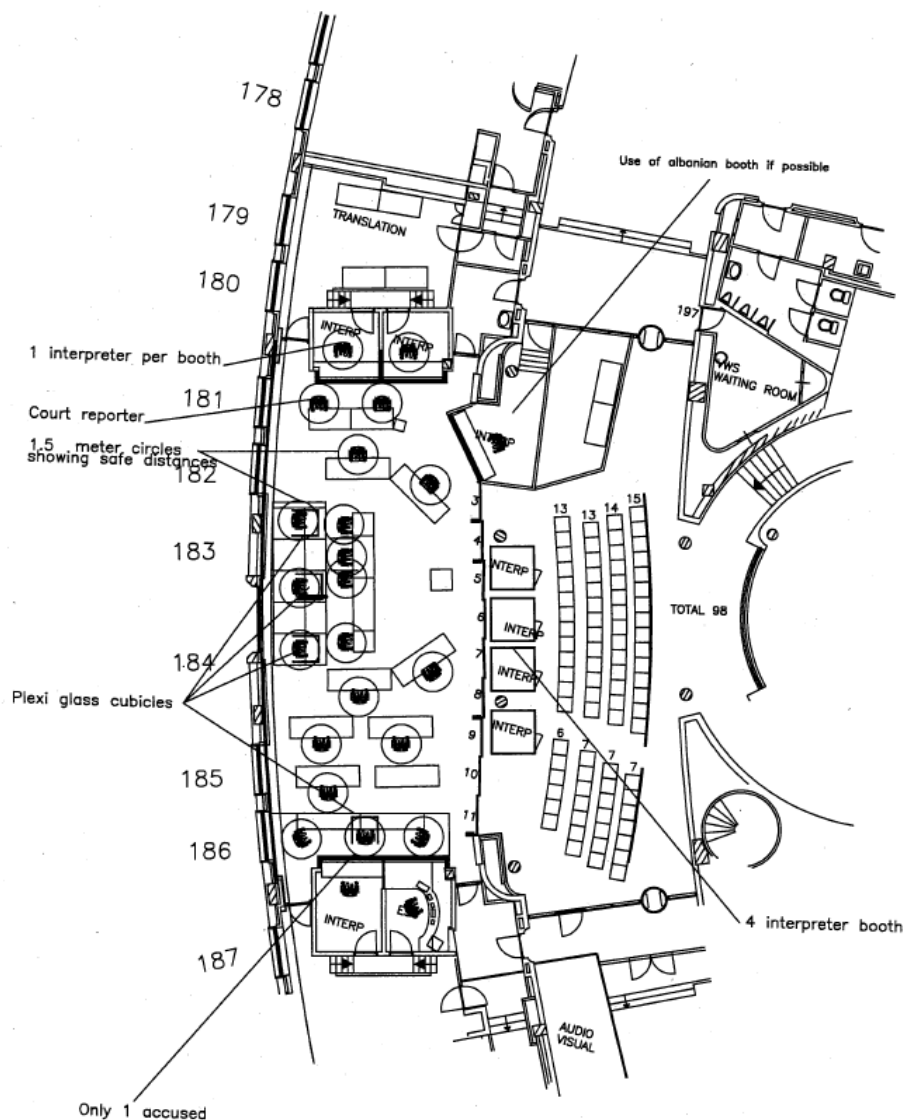 178
Use of albanian booth if possible
179
TRANSLATION
180
197
INTERP
INTERP
VWS
WAITING ROOM
1 interpreter per booth
181
Court reporter
INTERP
1.5 meter circles
showing safe distances
182
3
13
13
14
15
183
4
5
INTERP
TOTAL 98
6
INTERP
184
7
INTERP
Plexi glass cubicles
8
INTERP
9
6
7
7
7
185
10
11
186
4 interpreter booth
INTERP
187
AUDIO
VISUAL
Only 1 accused